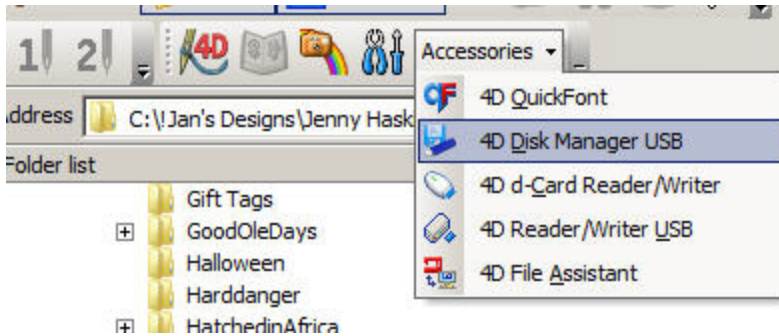 1 2 4D Accessories
4D QuickFont
Address C:\!Jan's Designs\Jenny Hask
4D Disk Manager USB
Folder list
4D d-Card Reader/Writer
Gift Tags
GoodOleDays
4D Reader/Writer USB
Halloween
4D File Assistant
Harddanger
HatchedinAfrica